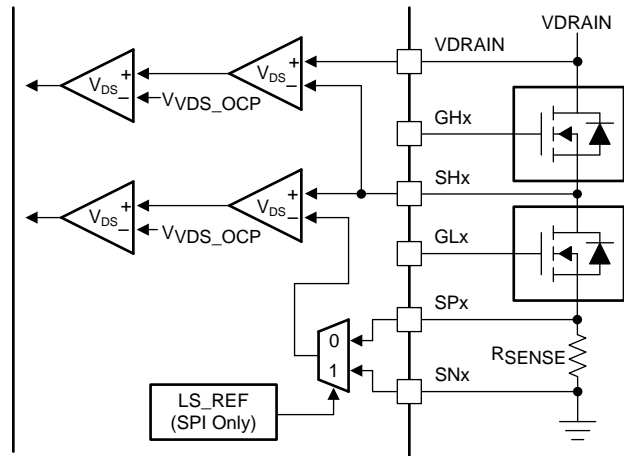 VDRAIN
VDRAIN
+
VDS
−
+
VDS
−
VVDS_OCP
GHx
SHx
+
VDS
−
+
VDS
−
VVDS_OCP
GLx
SPx
0
1
RSENSE
SNx
LS_REF
(SPI Only)